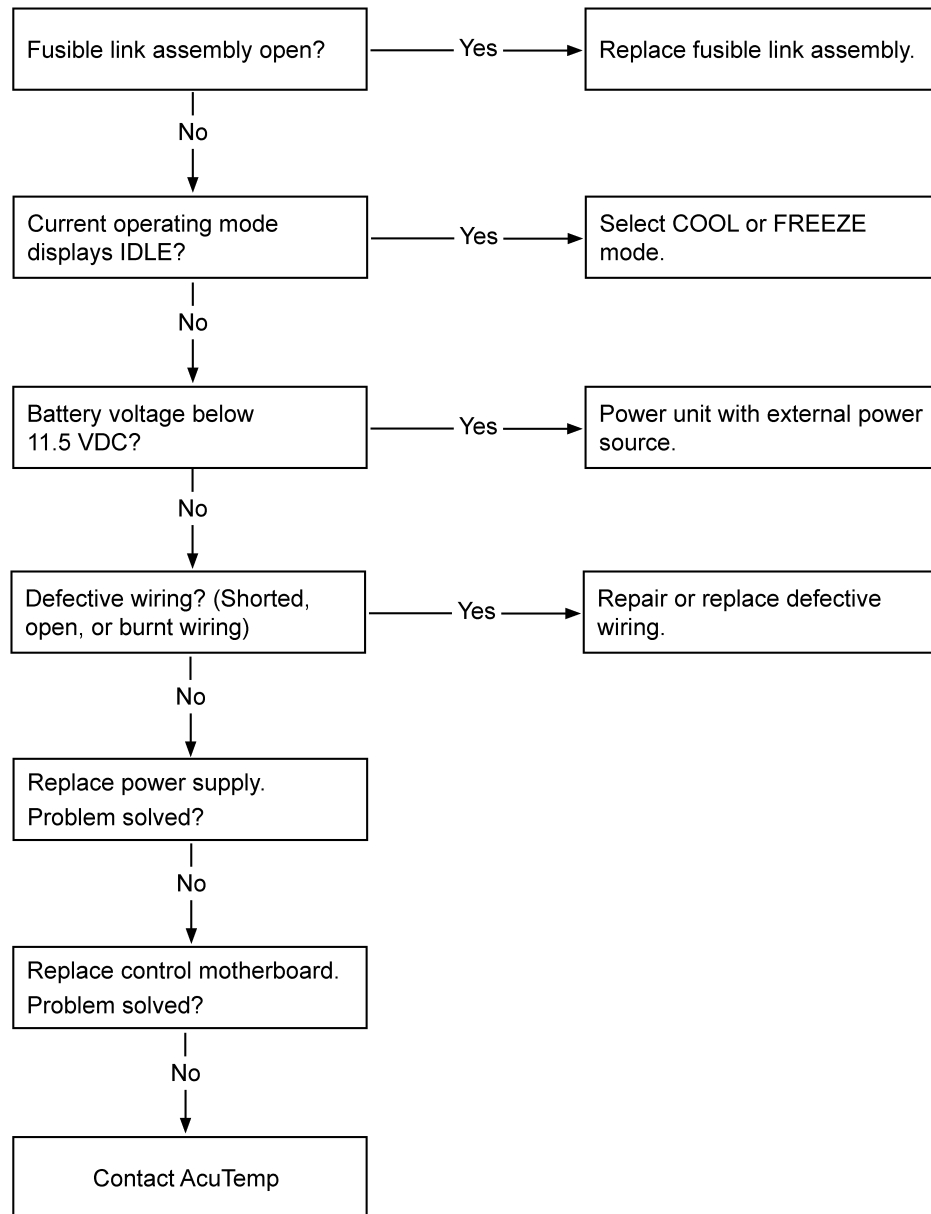 Fusible link assembly open?
Yes
Replace fusible link assembly.
No
Current operating mode
displays IDLE?
Yes
Select COOL or FREEZE
mode.
No
Battery voltage below
11.5 VDC?
Yes
Power unit with external power
source.
No
Defective wiring? (Shorted,
open, or burnt wiring)
Yes
Repair or replace defective
wiring.
No
Replace power supply.
Problem solved?
No
Replace control motherboard.
Problem solved?
No
Contact AcuTemp